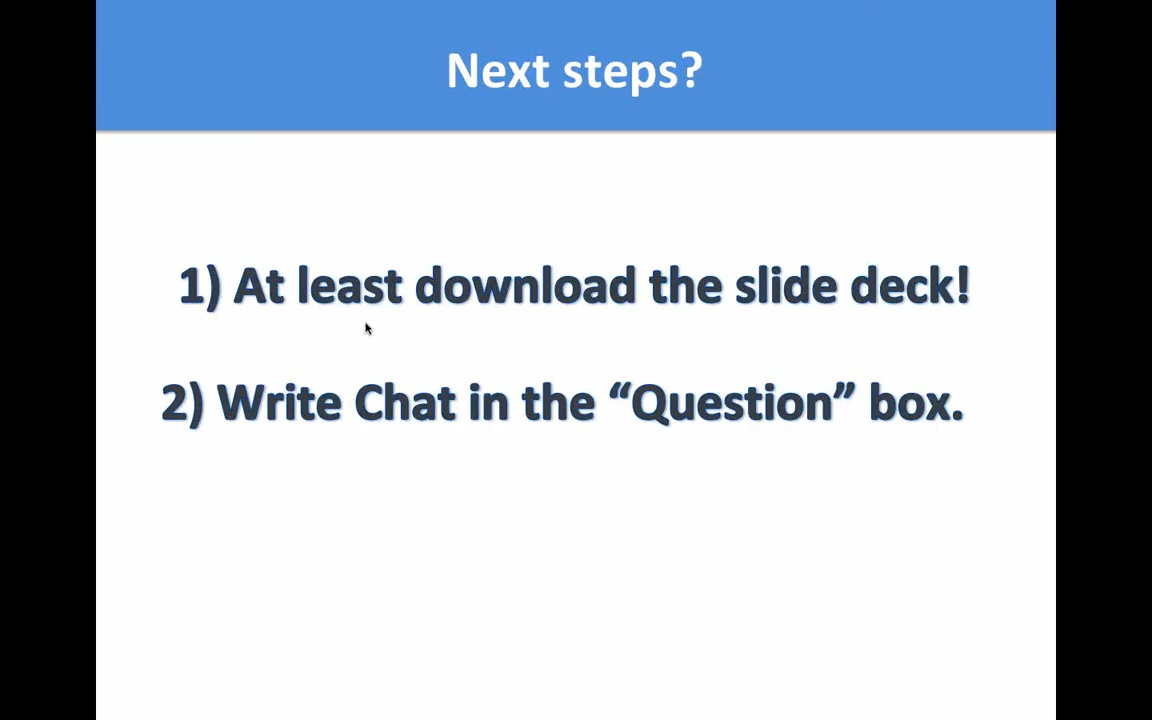 Next steps?
1) At least download the slide deck!
2) Write Chat in the “Question” box.